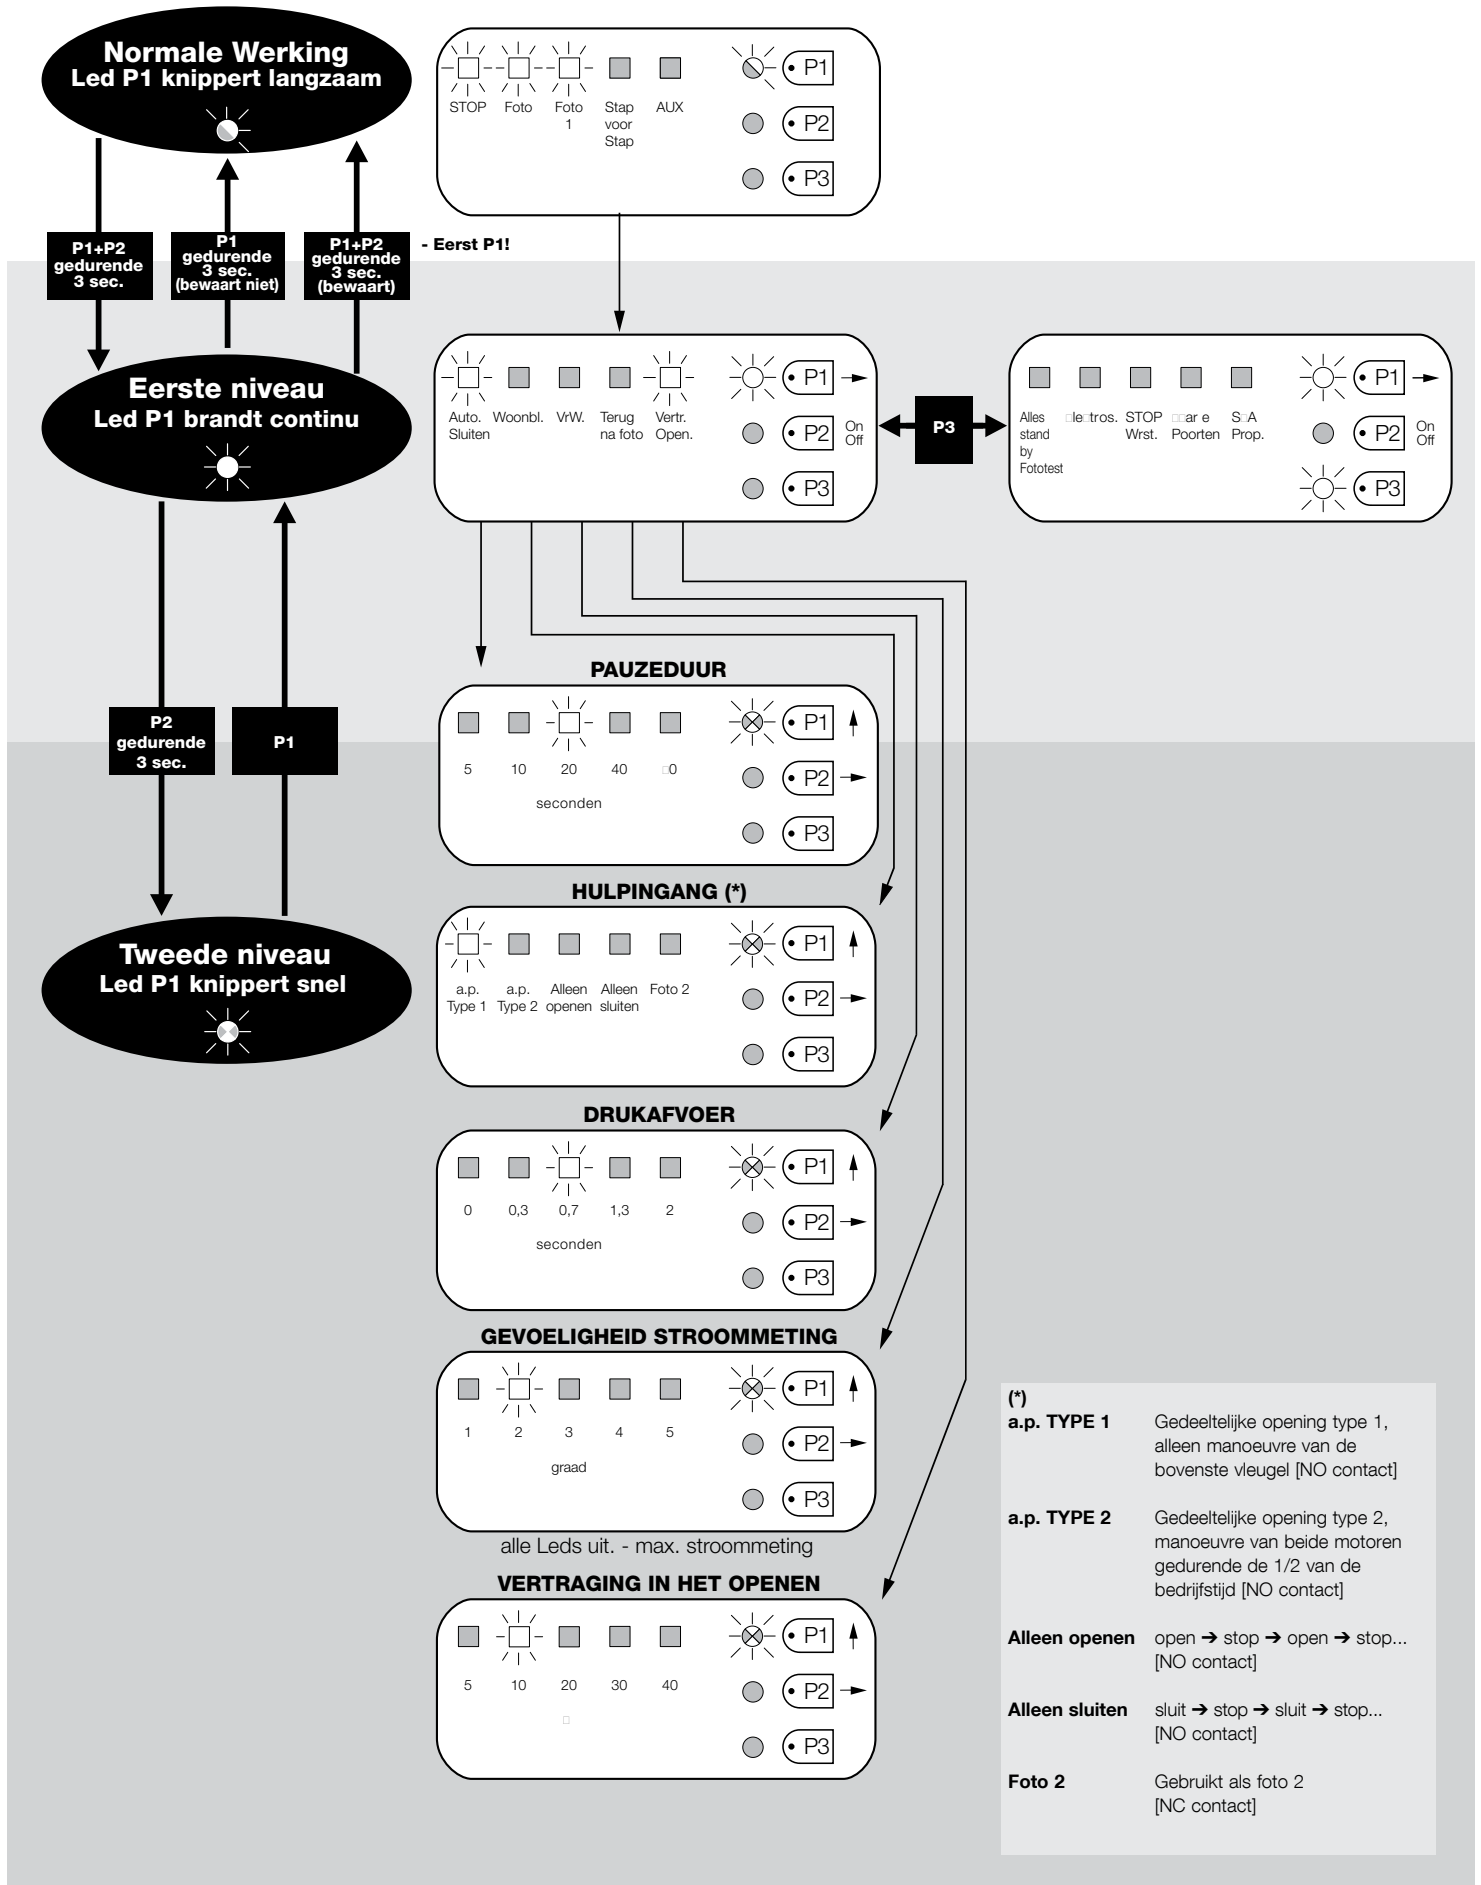 Normale Werking
Led P1 knippert langzaam
STOP Foto Foto 1 Stap voor Stap AUX
P1
P2
P3
P1+P2 gedurende 3 sec.
P1 gedurende 3 sec. (bewaart niet)
P1+P2 gedurende 3 sec. (bewaart)
- Eerst P1!
Eerste niveau
Led P1 brandt continu
Auto. Sluiten Woonbl. VrW. Terug na foto Vertr. Open.
P1
P2 On Off
P3
P3
Alles stand by Fototest STOP Wrst. Poorten Prop.
P1
P2 On Off
P3
P2 gedurende 3 sec.
P1
Tweede niveau
Led P1 knippert snel
PAUZEDUUR
5 10 20 40
seconden
P1
P2
P3
HULPINGANG (*)
a.p. Type 1 a.p. Type 2 Alleen openen Alleen sluiten Foto 2
P1
P2
P3
DRUKAFVOER
0 0,3 0,7 1,3 2
seconden
P1
P2
P3
GEVOELIGHEID STROOMMETING
1 2 3 4 5
graad
P1
P2
P3
alle Leds uit. - max. stroommeting
VERTRAGING IN HET OPENEN
5 10 20 30 40
P1
P2
P3
(*)
a.p. TYPE 1 Gedeeltelijke opening type 1,
alleen manoeuvre van de
bovenste vleugel [NO contact]
a.p. TYPE 2 Gedeeltelijke opening type 2,
manoeuvre van beide motoren
gedurende de 1/2 van de
bedrijfstijd [NO contact]
Alleen openen open ➔ stop ➔ open ➔ stop...
[NO contact]
Alleen sluiten sluit ➔ stop ➔ sluit ➔ stop...
[NO contact]
Foto 2 Gebruikt als foto 2
[NC contact]